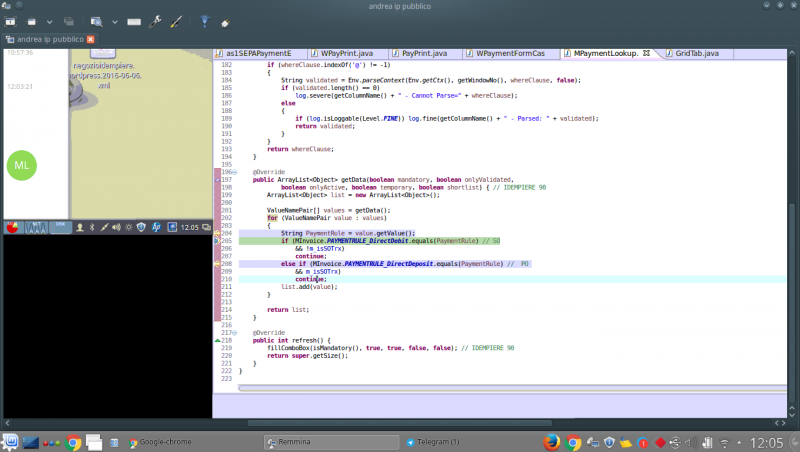 andrea ip pubblico
andrea ip pubblico
10:57:36
12:03:21
negozioidempiere.
wordpress.2016-06-06.
.xml
ML
12.05
as1SEPAPaymentE
WPayPrint.java
PayPrint.java
WPaymentFormCas
MPaymentLookup.
GridTab.java
182 if (whereClause.indexOf('@') != -1)
183 {
184 String validated = Env.parseContext(Env.getCtx(), getWindowNo(), whereClause, false);
185 if (validated.length() == 0)
186 log.severe(getColumnName() + " - Cannot Parse=" + whereClause);
187 else
188 {
189 if (log.isLoggable(Level.FINE)) log.fine(getColumnName() + " - Parsed: " + validated);
190 return validated;
191 }
192 }
193 return whereClause;
194 }
195
196 @Override
197 public ArrayList<Object> getData(boolean mandatory, boolean onlyValidated,
198 boolean onlyActive, boolean temporary, boolean shortlist) { // IDEMPIERE 90
199 ArrayList<Object> list = new ArrayList<Object>();
200
201 ValueNamePair[] values = getData();
202 for (ValueNamePair value : values)
203 {
204 String PaymentRule = value.getValue();
205 if (MInvoice.PAYMENTRULE_DirectDebit.equals(PaymentRule) // SO
206 && !m_isSOTrx)
207 continue;
208 else if (MInvoice.PAYMENTRULE_DirectDeposit.equals(PaymentRule) // PO
209 && m_isSOTrx)
210 continue;
211 list.add(value);
212 }
213
214 return list;
215 }
216
217 @Override
218 public int refresh() {
219 fillComboBox(isMandatory(), true, true, false, false); // IDEMPIERE 90
220 return super.getSize();
221 }
222 }
223
Google-chrome
Remmina
Telegram (1)
12:05